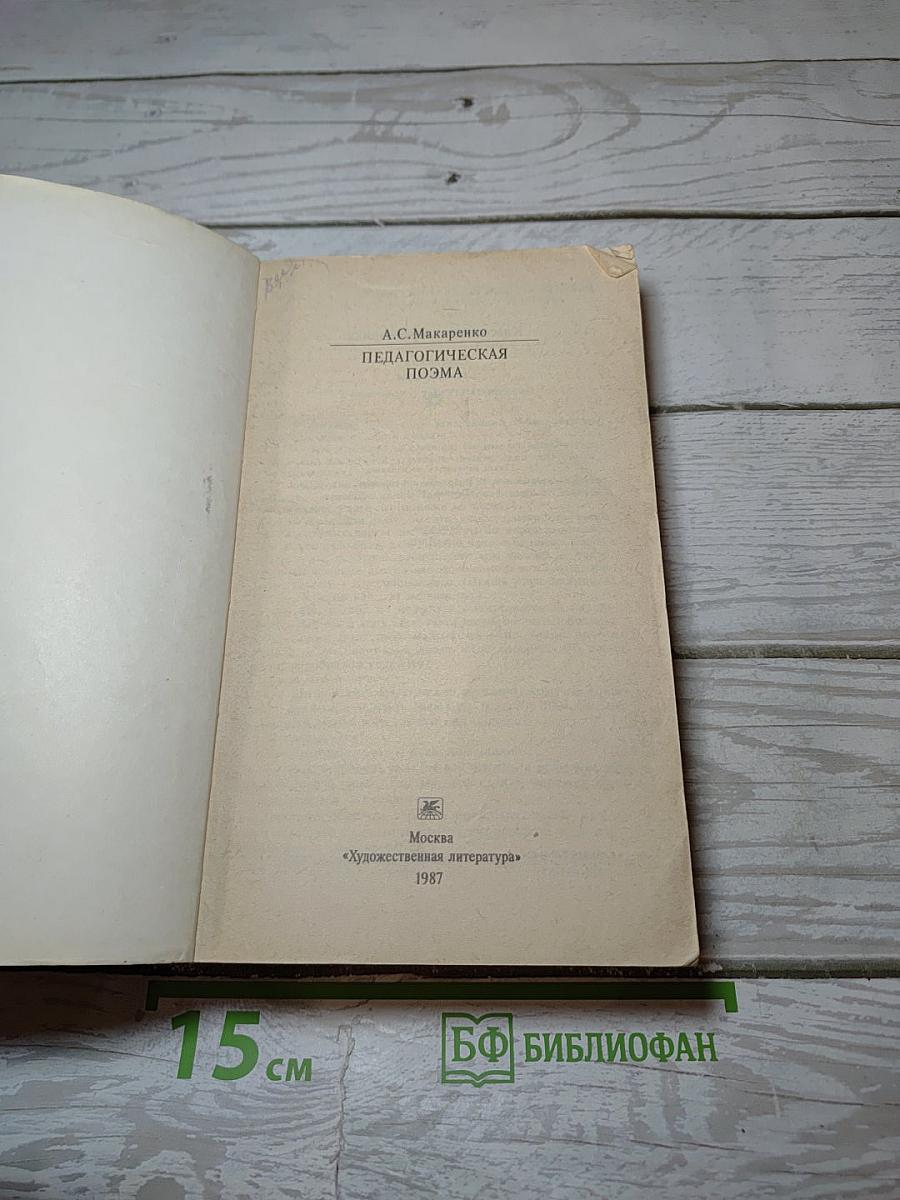 А.С.Макаренко
ПЕДАГОГИЧЕСКАЯ
ПОЭМА
Москва
«Художественная литература»
1987
15 см
БФ БИБЛИОФАН